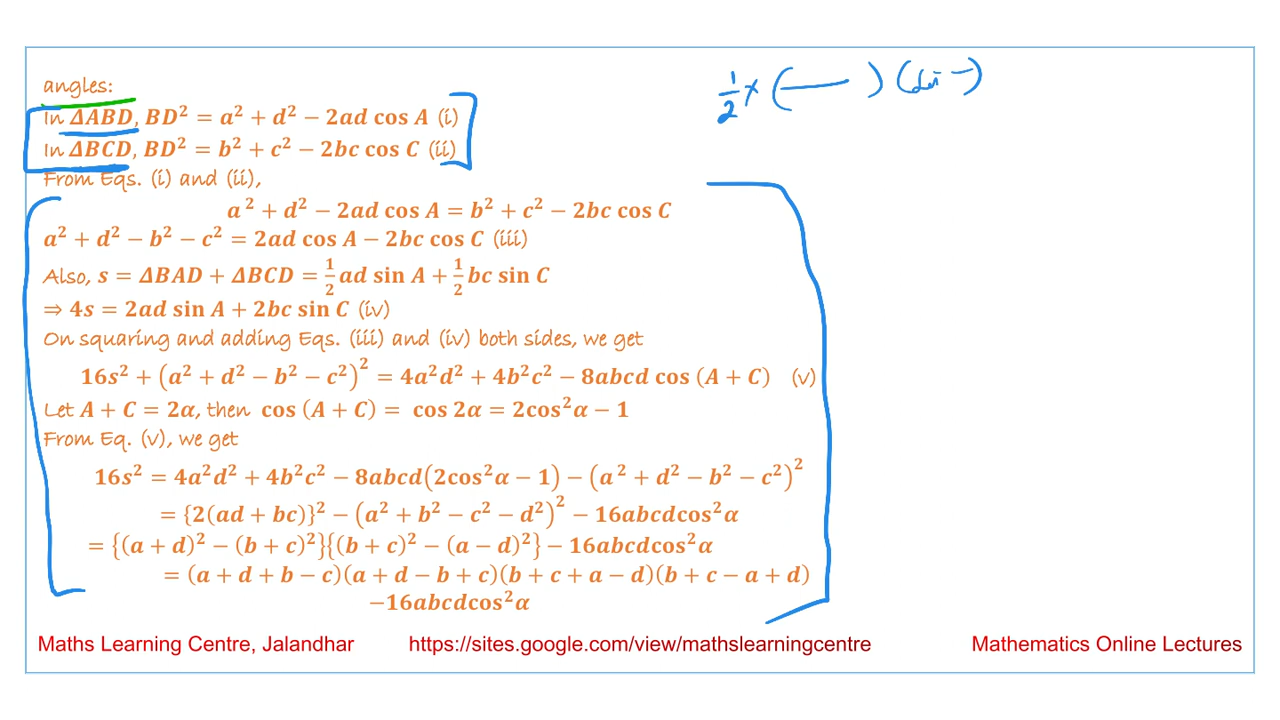 angles:
In ΔABD, BD² = a² + d² − 2ad cos A (i)
In ΔBCD, BD² = b² + c² − 2bc cos C (ii)
From Eqs. (i) and (ii),
a² + d² − 2ad cos A = b² + c² − 2bc cos C
a² + d² − b² − c² = 2ad cos A − 2bc cos C (iii)
Also, s = ΔBAD + ΔBCD = 1/2 ad sin A + 1/2 bc sin C
⇒ 4s = 2ad sin A + 2bc sin C (iv)
On squaring and adding Eqs. (iii) and (iv) both sides, we get
16s² + (a² + d² − b² − c²)² = 4a²d² + 4b²c² − 8abcd cos (A + C) (v)
Let A + C = 2α, then cos (A + C) = cos 2α = 2cos²α − 1
From Eq. (v), we get
16s² = 4a²d² + 4b²c² − 8abcd(2cos²α − 1) − (a² + d² − b² − c²)²
= {2(ad + bc)}² − (a² + b² − c² − d²)² − 16abcdcos²α
= {(a + d)² − (b + c)²}{(b + c)² − (a − d)²} − 16abcdcos²α
= (a + d + b − c)(a + d − b + c)(b + c + a − d)(b + c − a + d)
−16abcdcos²α
1/2 × (—) (
Maths Learning Centre, Jalandhar https://sites.google.com/view/mathslearningcentre Mathematics Online Lectures